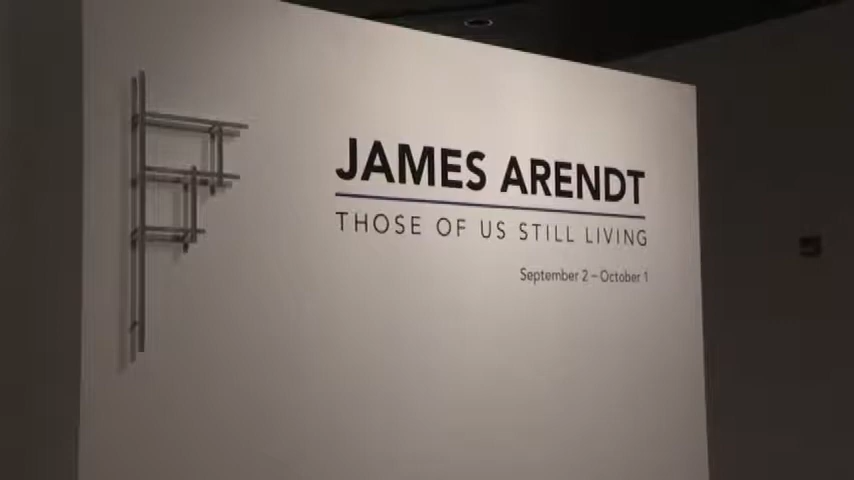 JAMES ARENDT
THOSE OF US STILL LIVING
September 2 – October 1